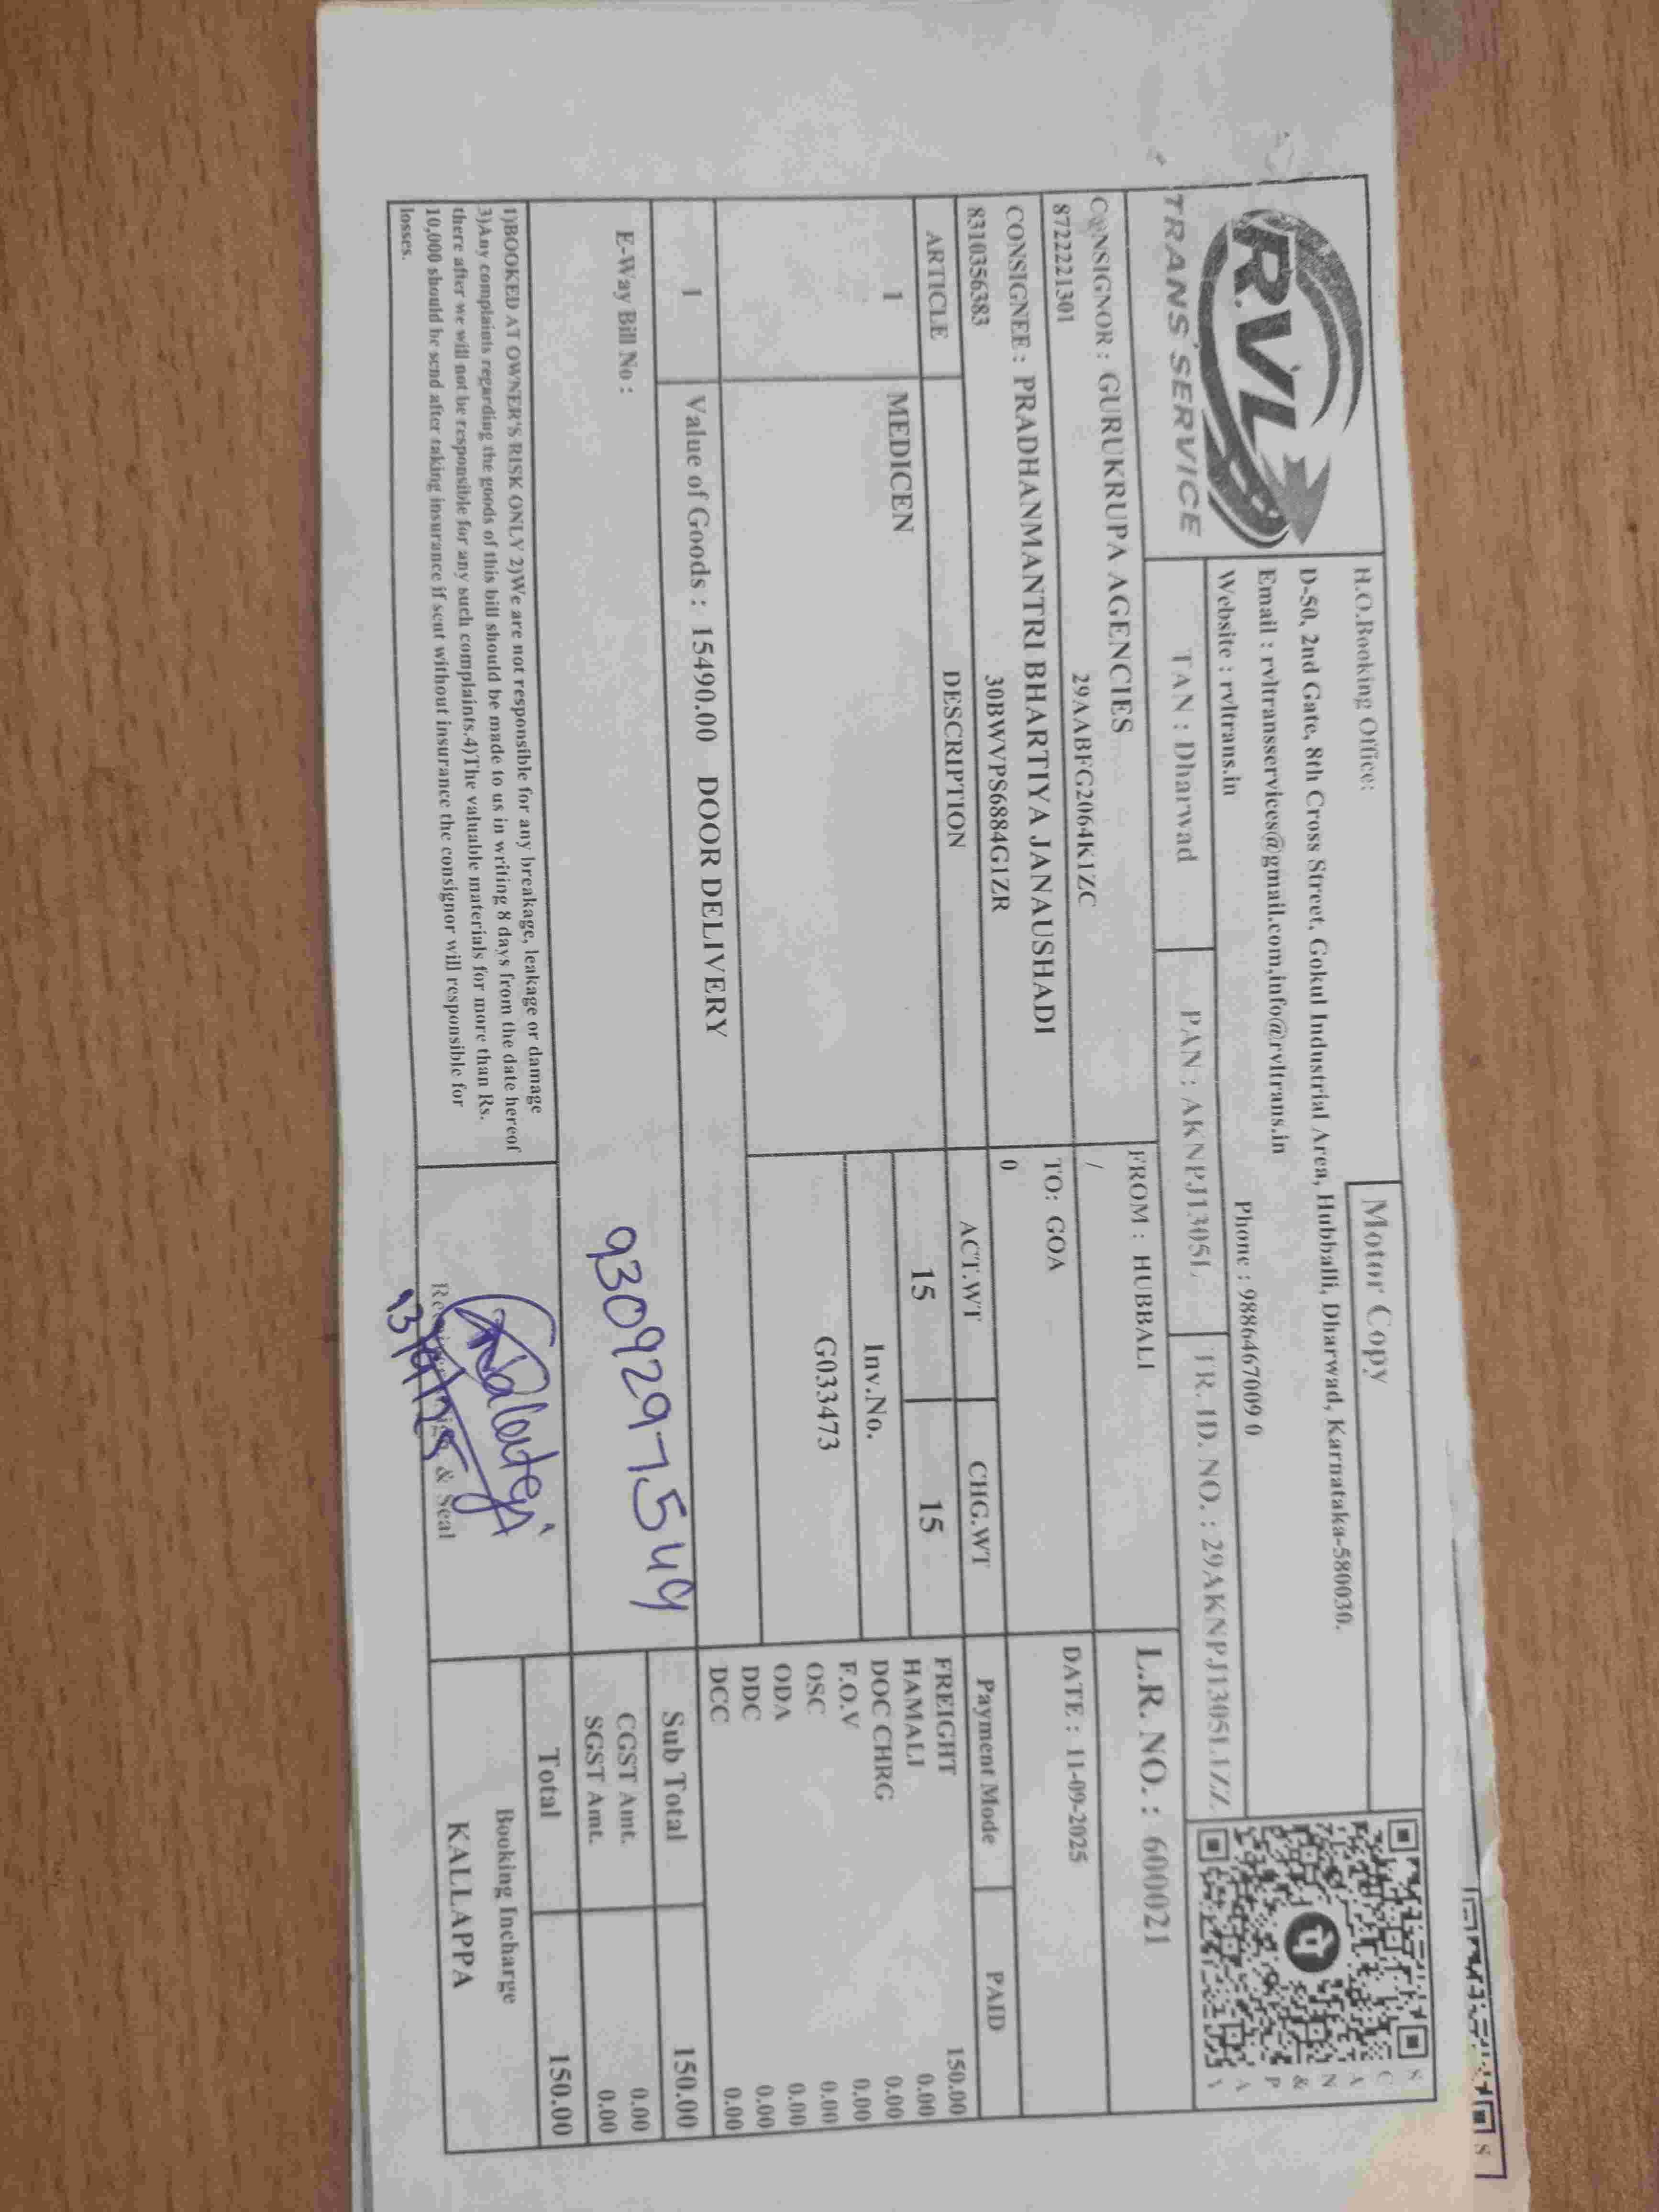 Motor Copy
RVL
TRANS SERVICE
H.O.Booking Office:
D-50, 2nd Gate, 8th Cross Street, Gokul Industrial Area, Hubballi, Dharwad, Karnataka-580030.
Email : rvltransservices@gmail.com,info@rvltrans.in
Website : rvltrans.in Phone : 9886467009 0
SCAN & PAY
TAN : Dharwad PAN : AKNPJ1305L TR. ID. NO. : 29AKNPJ1305L1ZZ
CONSIGNOR : GURUKRUPA AGENCIES FROM : HUBBALI L.R. NO. : 600021
8722221301 29AABFG2064K1ZC /
CONSIGNEE : PRADHANMANTRI BHARTIYA JANAUSHADI TO: GOA DATE : 11-09-2025
8310356383 30BWVPS6884G1ZR 0
ARTICLE DESCRIPTION ACT.WT CHG.WT Payment Mode PAID
1 MEDICEN 15 15
Inv.No.
G033473
FREIGHT 150.00
HAMALI 0.00
DOC CHRG 0.00
F.O.V 0.00
OSC 0.00
ODA 0.00
DDC 0.00
DCC 0.00
1 Value of Goods : 15490.00 DOOR DELIVERY
Sub Total 150.00
E-Way Bill No :
9309297549
CGST Amt. 0.00
SGST Amt. 0.00
Total 150.00
1)BOOKED AT OWNER'S RISK ONLY 2)We are not responsible for any breakage, leakage or damage
3)Any complaints regarding the goods of this bill should be made to us in writing 8 days from the date hereof
there after we will not be responsible for any such complaints.4)The valuable materials for more than Rs.
10,000 should be send after taking insurance if sent without insurance the consignor will responsible for
losses.
13/9/25
& Seal
Booking Incharge
KALLAPPA